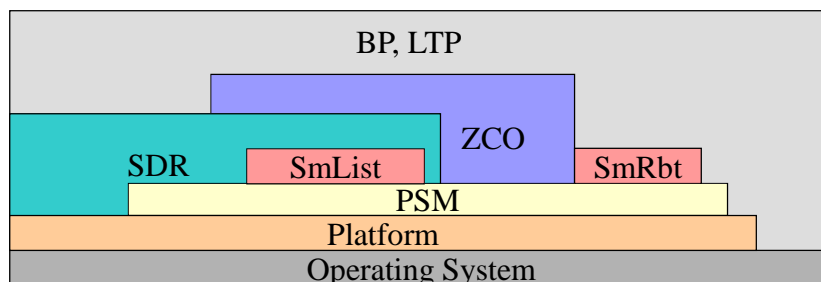 BP, LTP
ZCO
SDR
SmList
SmRbt
PSM
Platform
Operating System